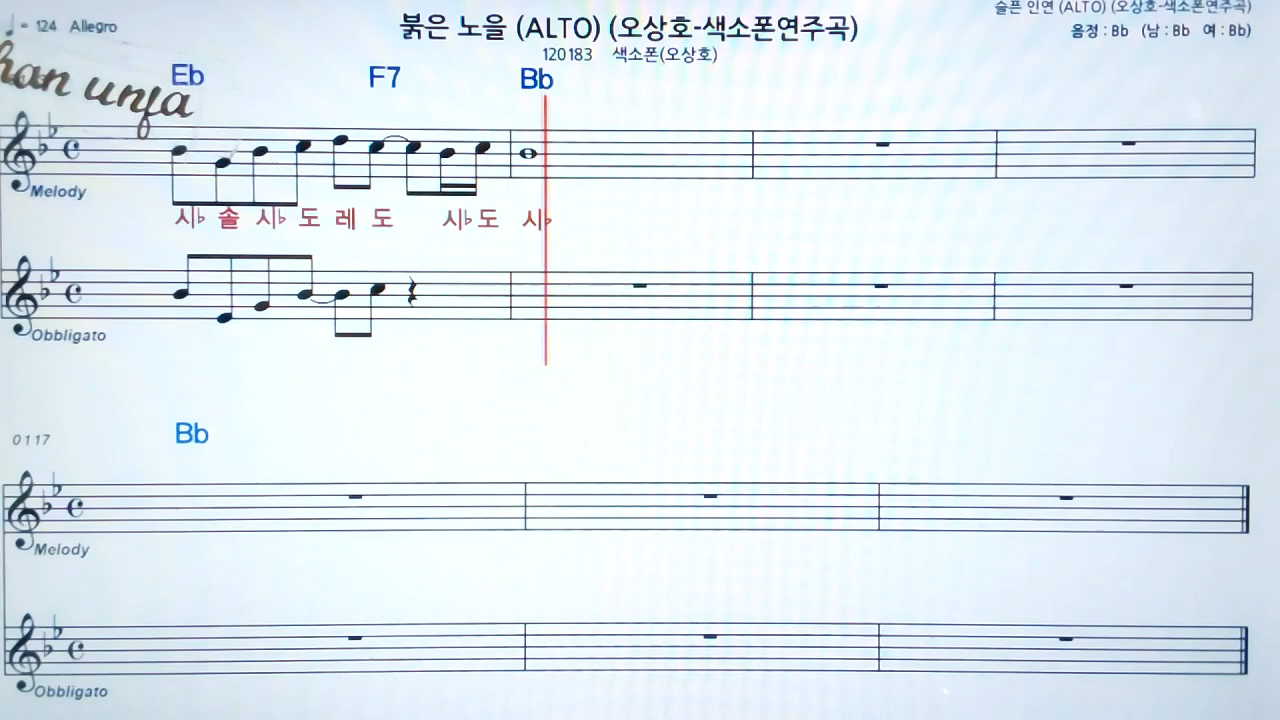 ♩= 124 Allegro
붉은 노을 (ALTO) (오상호-색소폰연주곡)
슬픈 인연 (ALTO) (오상호-색소폰연주곡)
120183 색소폰(오상호)
음정 : Bb (남 : Bb 여 : Bb)
han unfa
Eb F7 Bb
Melody
시♭ 솔 시♭ 도 레 도 시♭ 도 시♭
Obbligato
0117 Bb
Melody
Obbligato